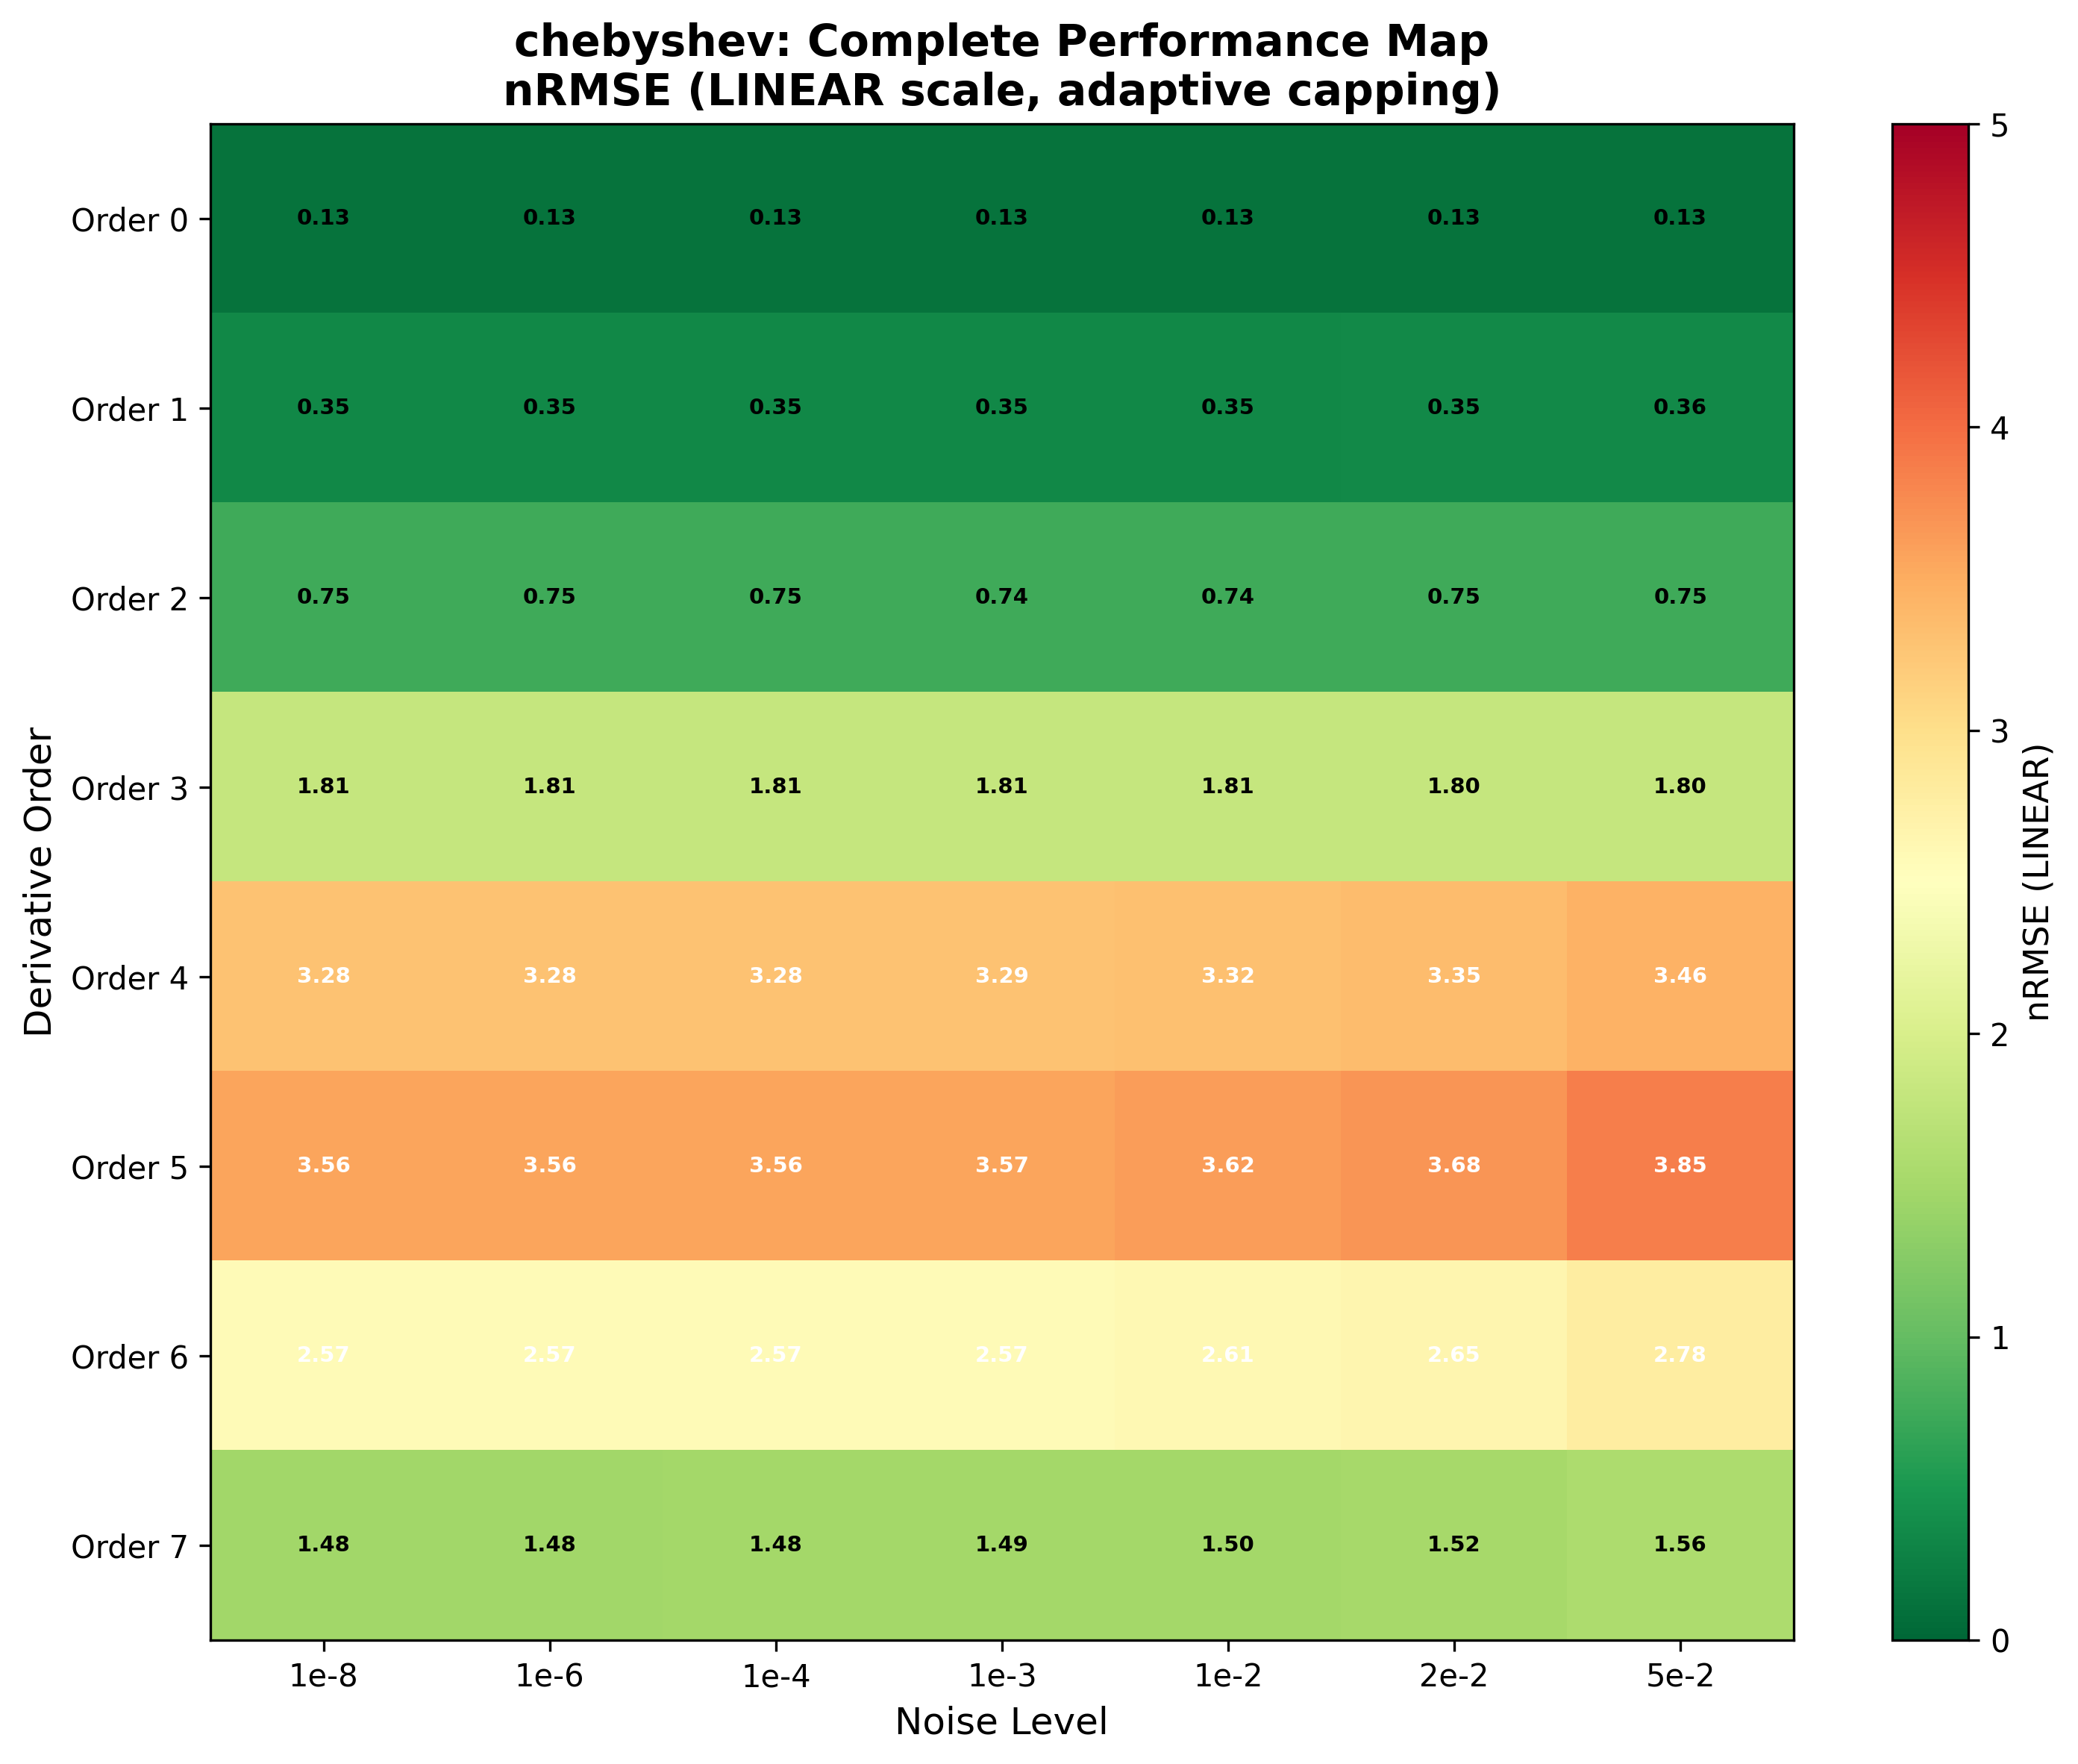 chebyshev: Complete Performance Map
nRMSE (LINEAR scale, adaptive capping)
Derivative Order
Order 0 0.13 0.13 0.13 0.13 0.13 0.13 0.13
Order 1 0.35 0.35 0.35 0.35 0.35 0.35 0.36
Order 2 0.75 0.75 0.75 0.74 0.74 0.75 0.75
Order 3 1.81 1.81 1.81 1.81 1.81 1.80 1.80
Order 4 3.28 3.28 3.28 3.29 3.32 3.35 3.46
Order 5 3.56 3.56 3.56 3.57 3.62 3.68 3.85
Order 6 2.57 2.57 2.57 2.57 2.61 2.65 2.78
Order 7 1.48 1.48 1.48 1.49 1.50 1.52 1.56
1e-8 1e-6 1e-4 1e-3 1e-2 2e-2 5e-2
Noise Level
5
4
3
2
1
0
nRMSE (LINEAR)